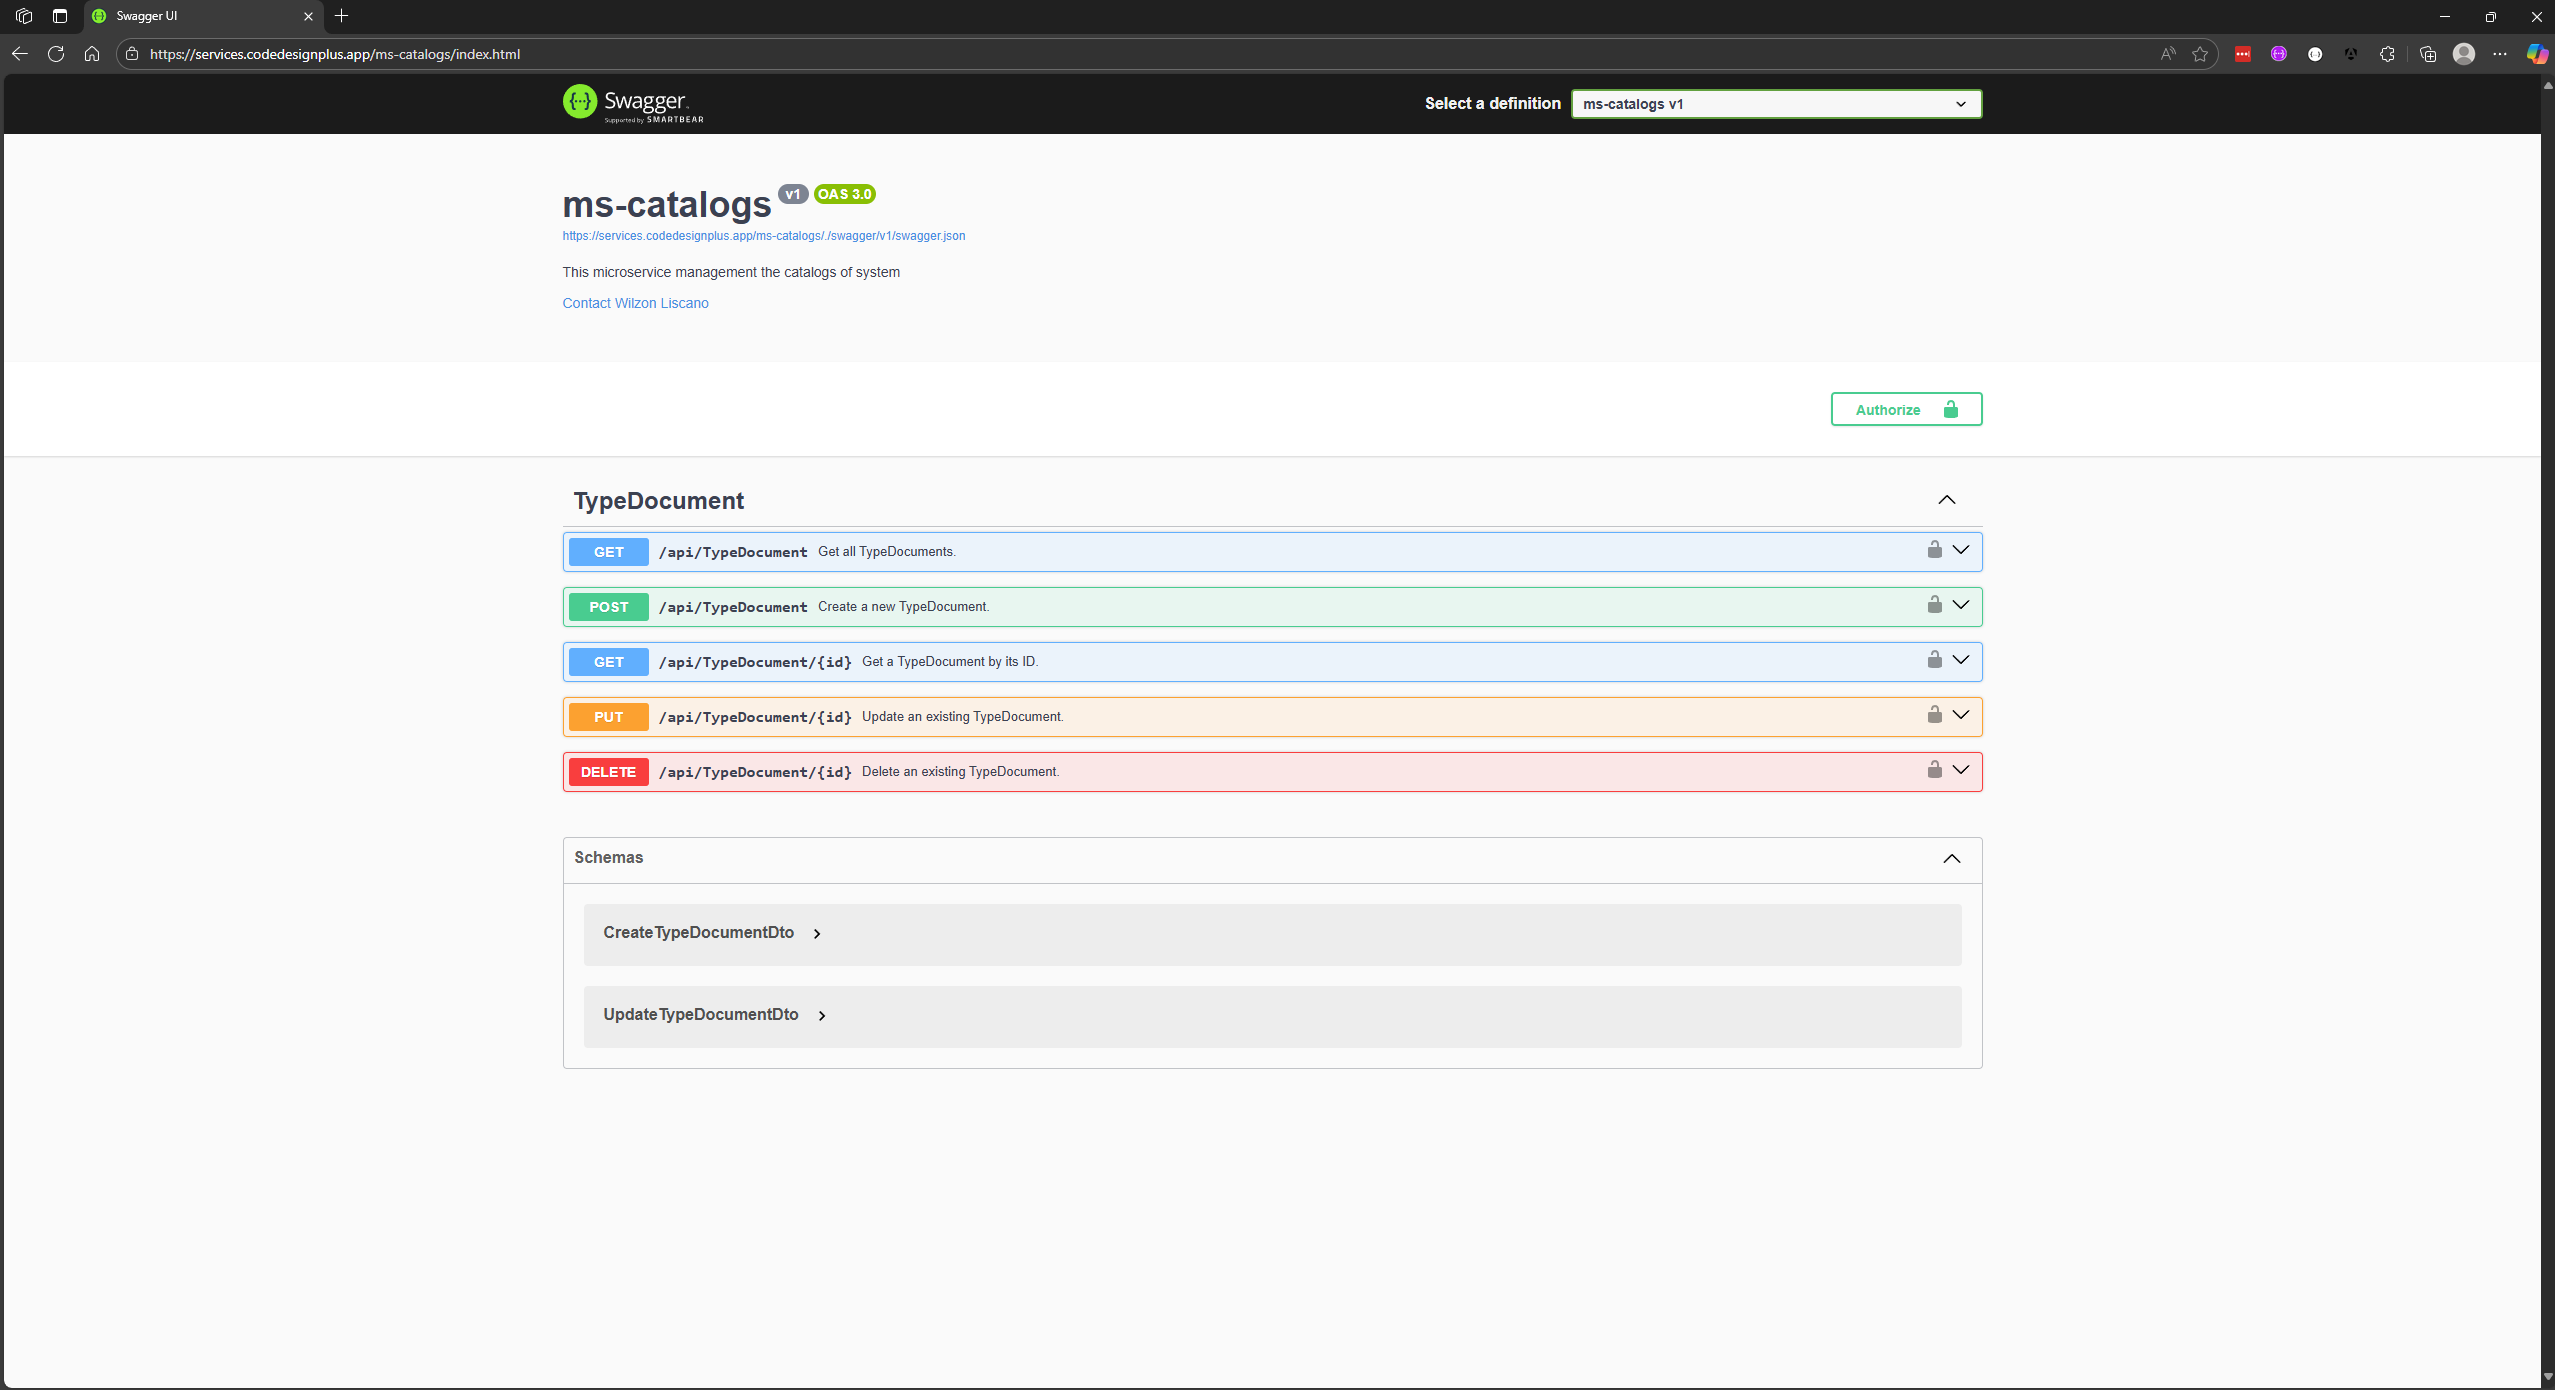 Swagger UI
https://services.codedesignplus.app/ms-catalogs/index.html
Swagger
Supported by SMARTBEAR
Select a definition
ms-catalogs v1
ms-catalogs v1 OAS 3.0
https://services.codedesignplus.app/ms-catalogs/./swagger/v1/swagger.json
This microservice management the catalogs of system
Contact Wilzon Liscano
Authorize
TypeDocument
GET /api/TypeDocument Get all TypeDocuments.
POST /api/TypeDocument Create a new TypeDocument.
GET /api/TypeDocument/{id} Get a TypeDocument by its ID.
PUT /api/TypeDocument/{id} Update an existing TypeDocument.
DELETE /api/TypeDocument/{id} Delete an existing TypeDocument.
Schemas
CreateTypeDocumentDto
UpdateTypeDocumentDto